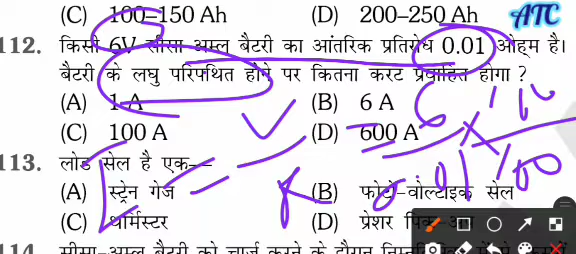 (C) 100–150 Ah (D) 200–250 Ah ATC
112. किसी 6V सीसा अम्ल बैटरी का आंतरिक प्रतिरोध 0.01 ओहम है।
बैटरी के लघु परिपथित होने पर कितना करंट प्रवाहित होगा ?
(A) 1 A (B) 6 A
(C) 100 A (D) 600 A
113. लोड सेल है एक—
(A) स्ट्रेन गेज (B) फोटो-वोल्टाइक सेल
(C) थर्मिस्टर (D) प्रेशर
114 सीसा-अम्ल बैटरी को चार्ज करने के दौरान